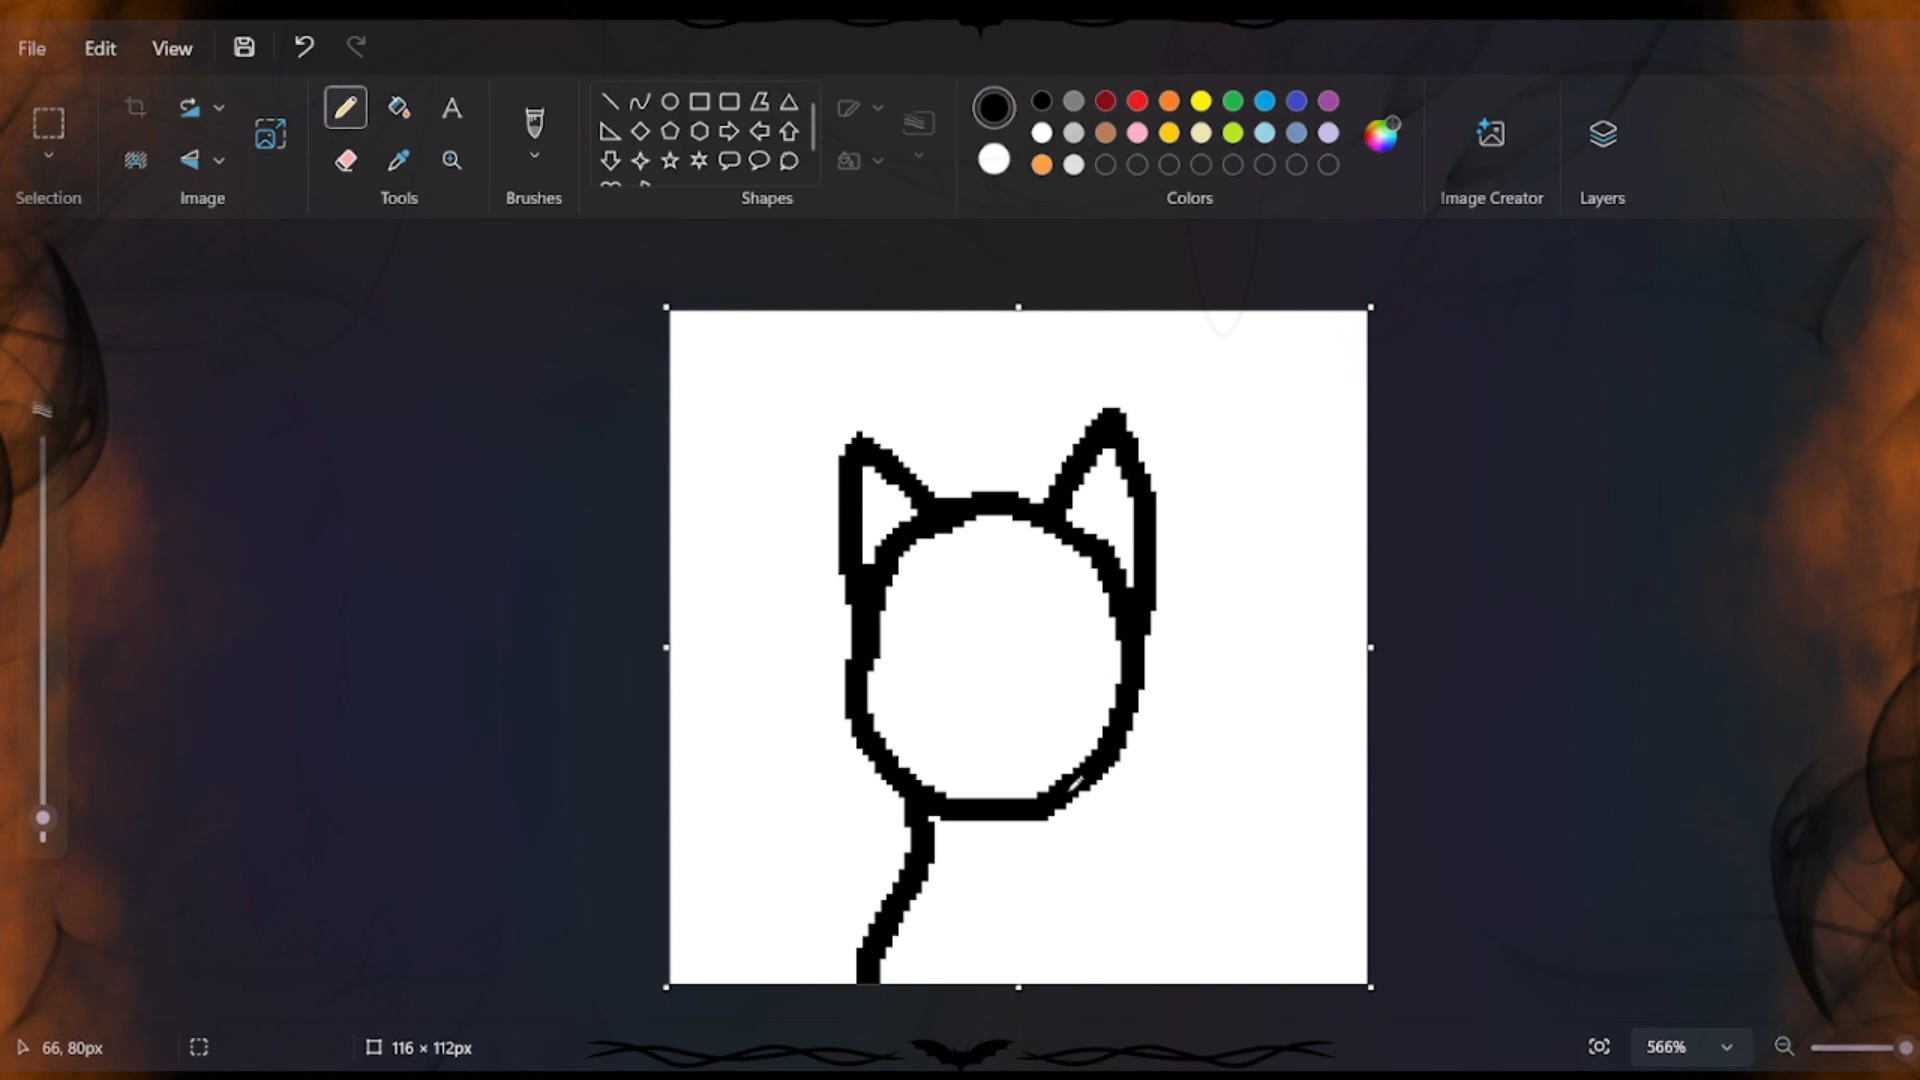 File Edit View
A
Selection Image Tools Brushes Shapes Colors Image Creator Layers
66, 80px 116 × 112px 566%